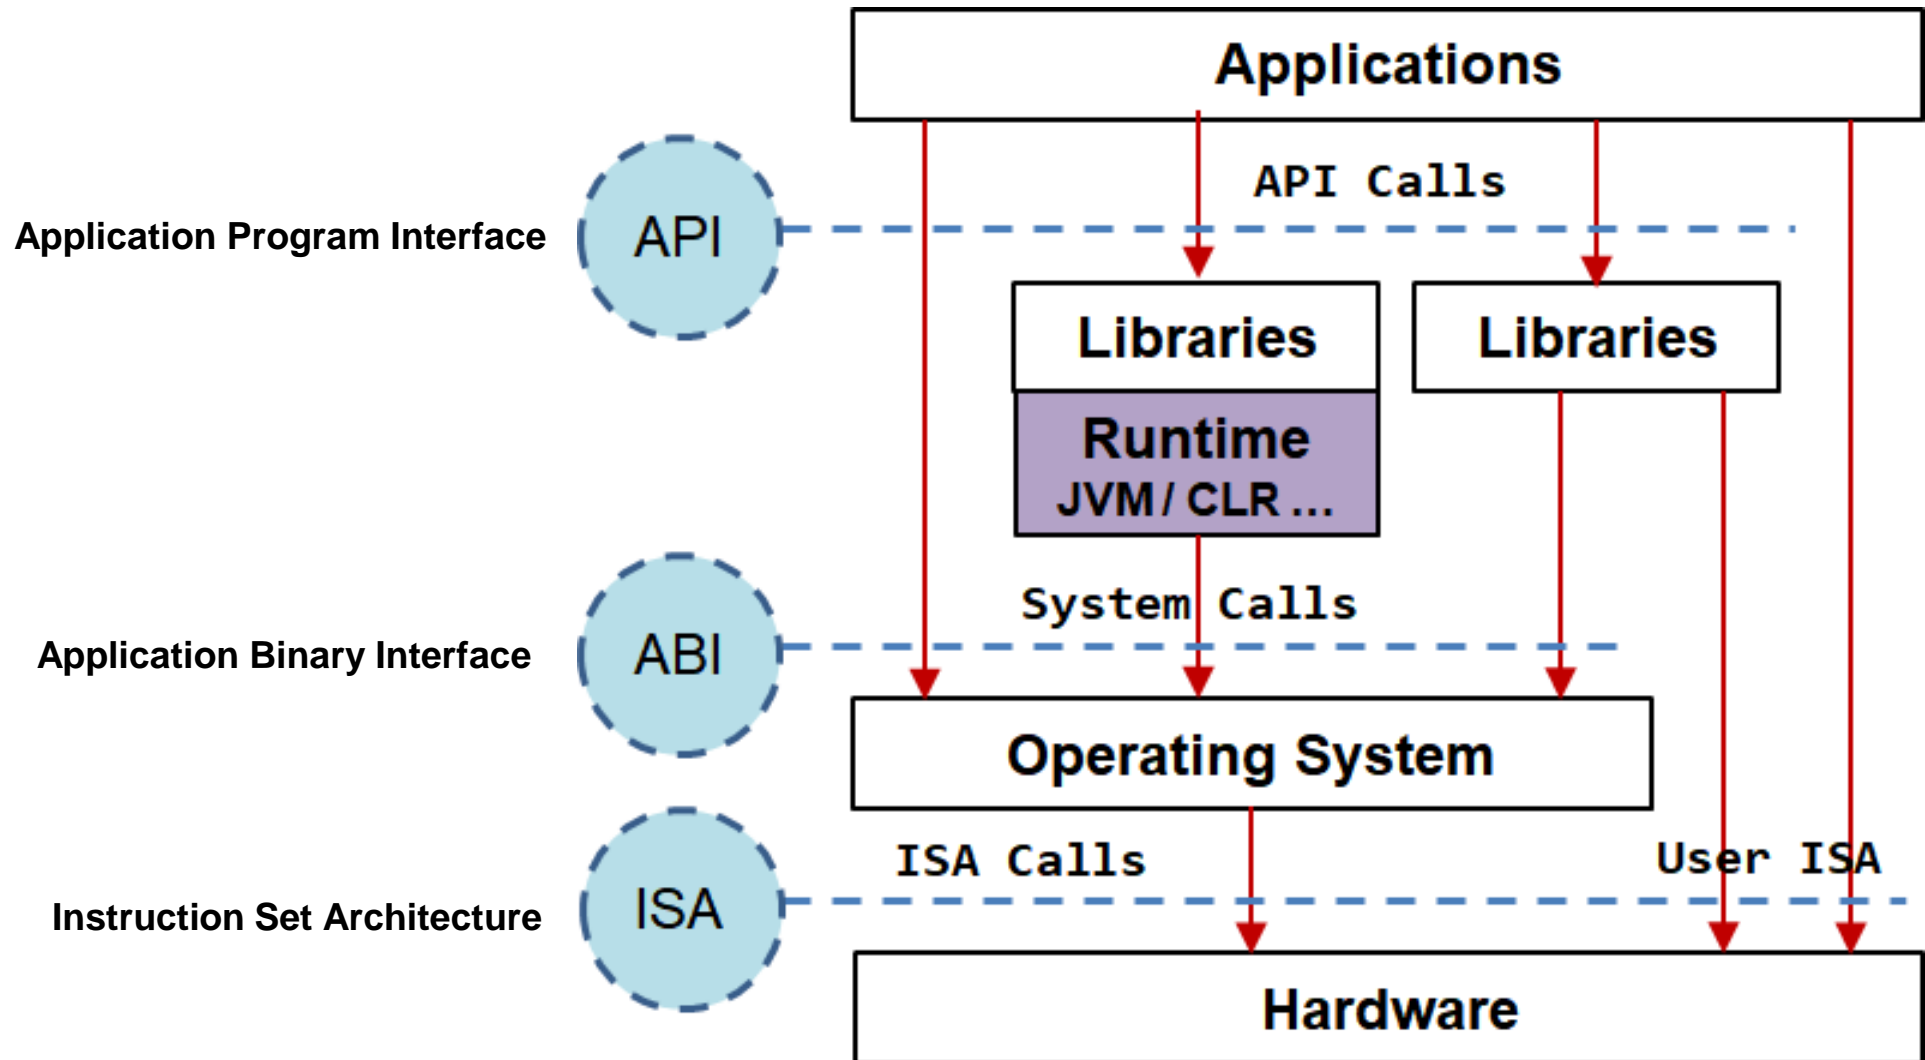 Applications
API Calls
Application Program Interface
API
Libraries
Libraries
Runtime
JVM / CLR ...
System Calls
Application Binary Interface
ABI
Operating System
ISA Calls
User ISA
Instruction Set Architecture
ISA
Hardware